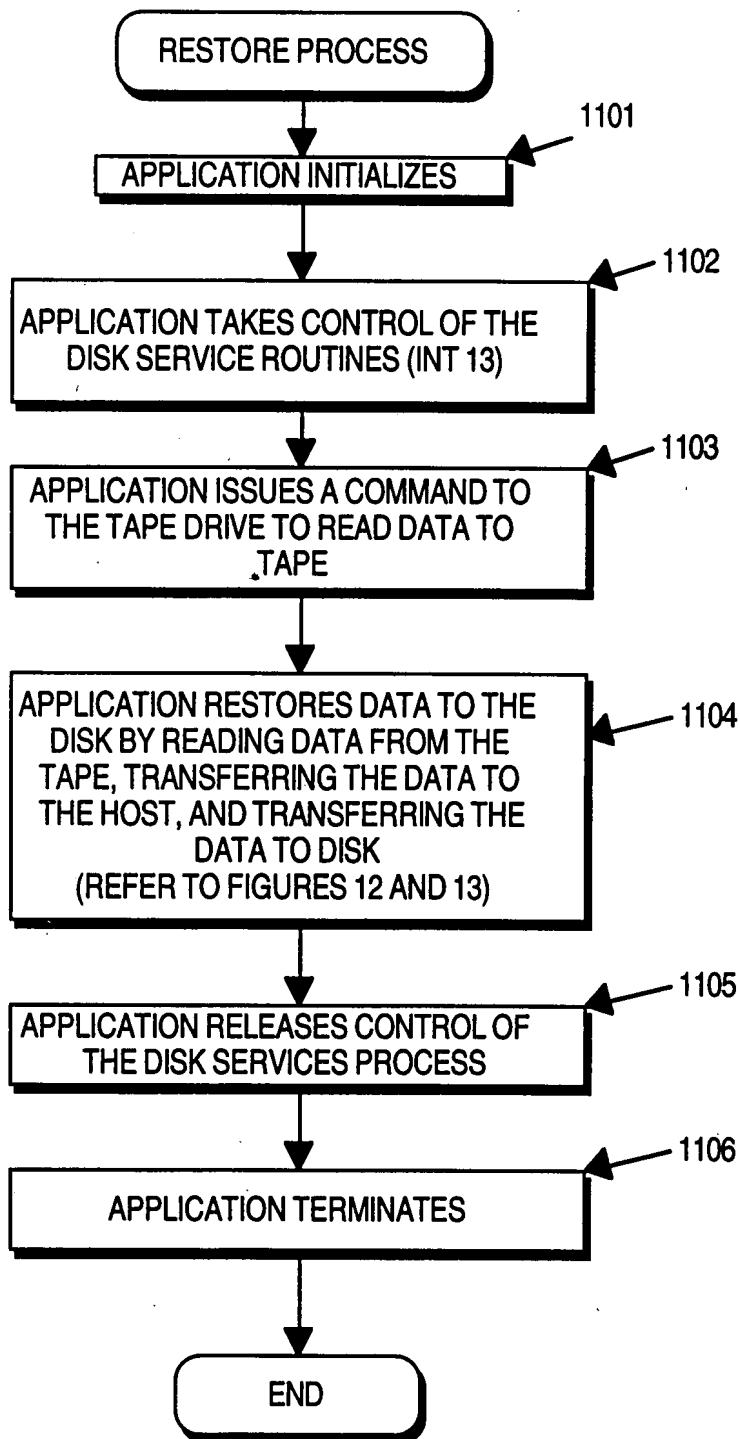 RESTORE PROCESS
1101
APPLICATION INITIALIZES
1102
APPLICATION TAKES CONTROL OF THE
DISK SERVICE ROUTINES (INT 13)
1103
APPLICATION ISSUES A COMMAND TO
THE TAPE DRIVE TO READ DATA TO
TAPE
1104
APPLICATION RESTORES DATA TO THE
DISK BY READING DATA FROM THE
TAPE, TRANSFERRING THE DATA TO
THE HOST, AND TRANSFERRING THE
DATA TO DISK
(REFER TO FIGURES 12 AND 13)
1105
APPLICATION RELEASES CONTROL OF
THE DISK SERVICES PROCESS
1106
APPLICATION TERMINATES
END